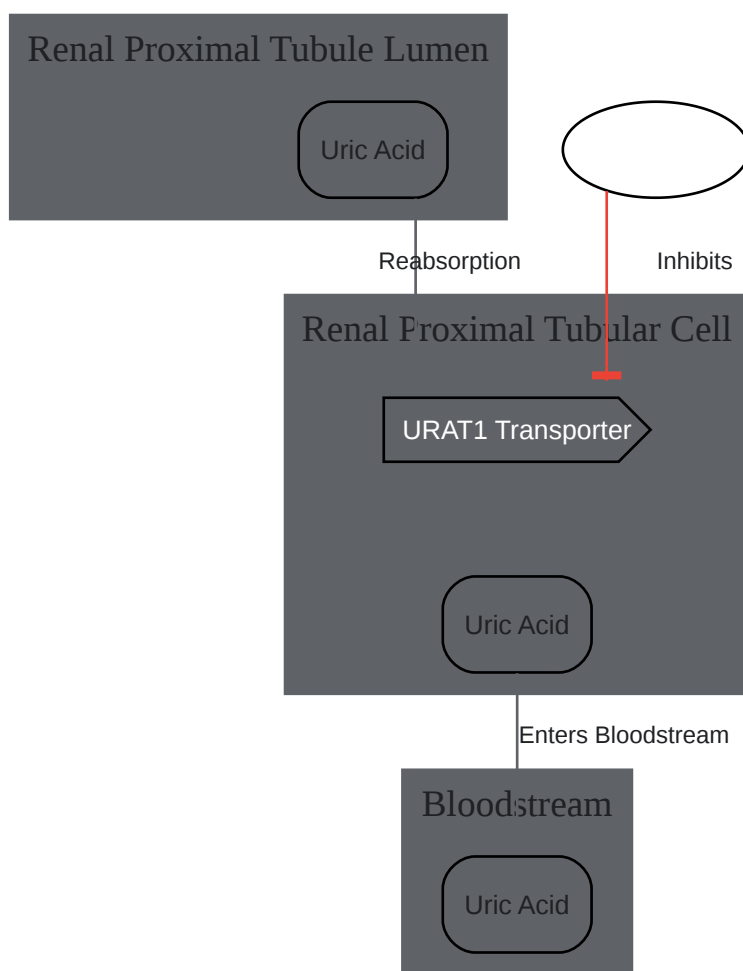 Renal Proximal Tubule Lumen
Uric Acid
Reabsorption
Inhibits
Renal Proximal Tubular Cell
URAT1 Transporter
Uric Acid
Enters Bloodstream
Bloodstream
Uric Acid